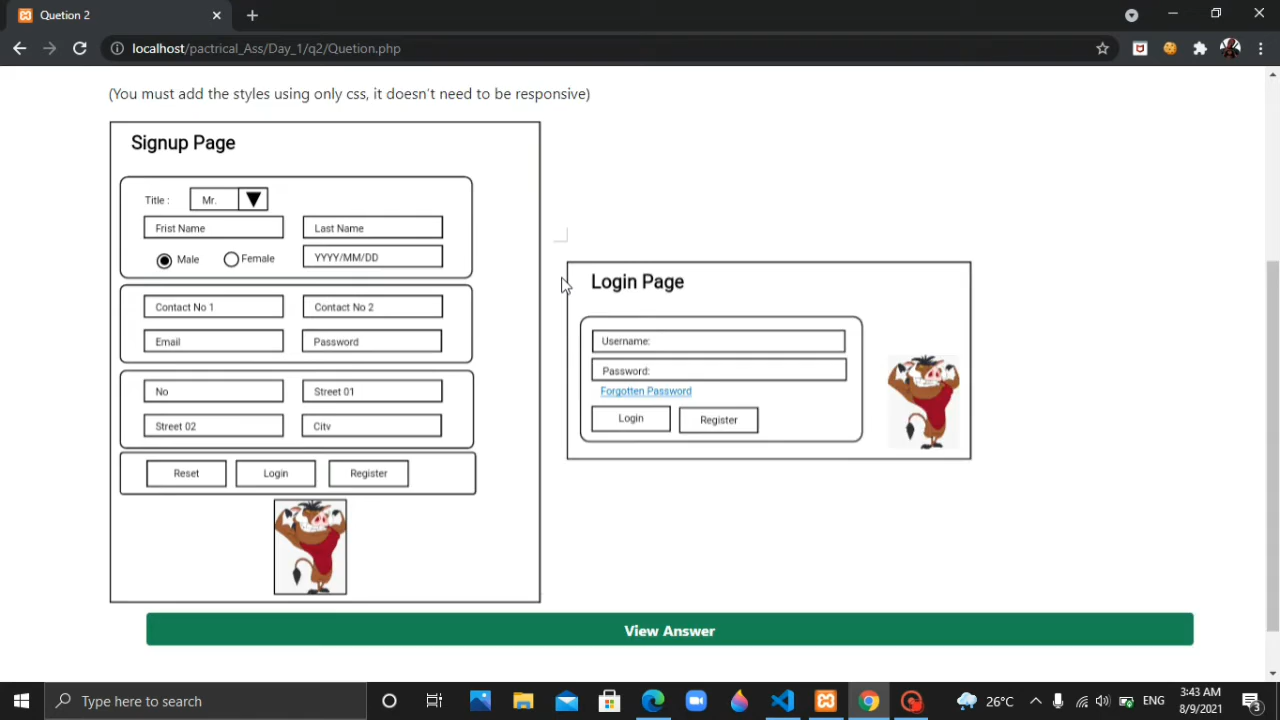 Quetion 2
localhost/pactrical_Ass/Day_1/q2/Quetion.php
(You must add the styles using only css, it doesn't need to be responsive)
Signup Page
Title :
Mr.
Frist Name
Last Name
Male
Female
YYYY/MM/DD
Contact No 1
Contact No 2
Email
Password
No
Street 01
Street 02
City
Reset
Login
Register
Login Page
Username:
Password:
Forgotten Password
Login
Register
View Answer
Type here to search
26°C
ENG
3:43 AM
8/9/2021
3